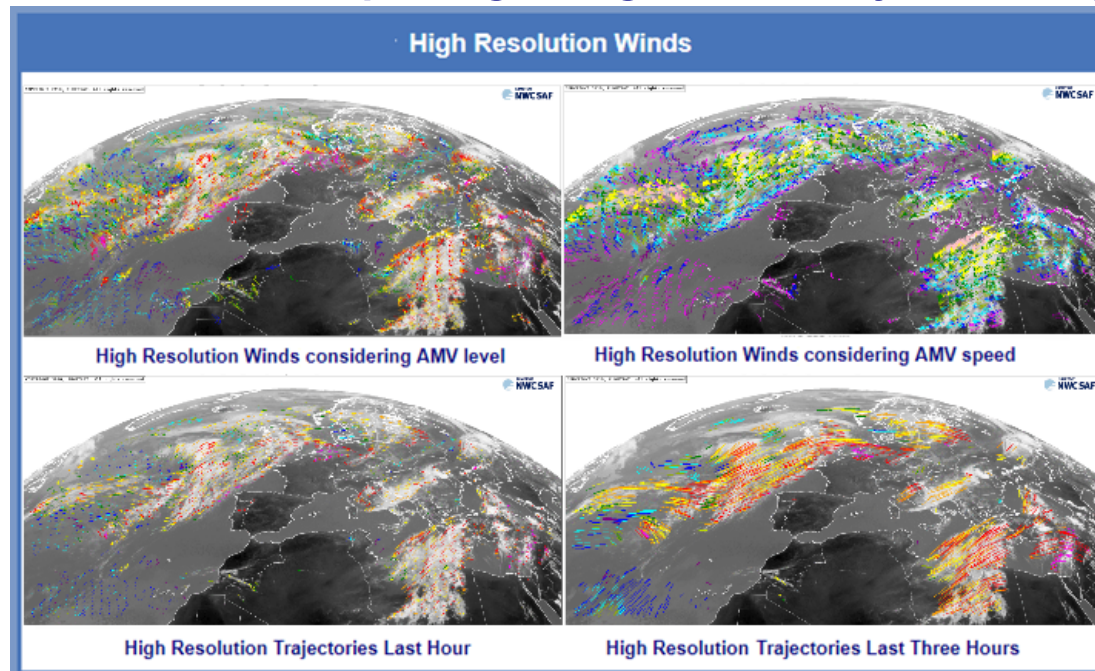 High Resolution Winds
NWCSAF
NWCSAF
High Resolution Winds considering AMV level
High Resolution Winds considering AMV speed
NWCSAF
NWCSAF
High Resolution Trajectories Last Hour
High Resolution Trajectories Last Three Hours